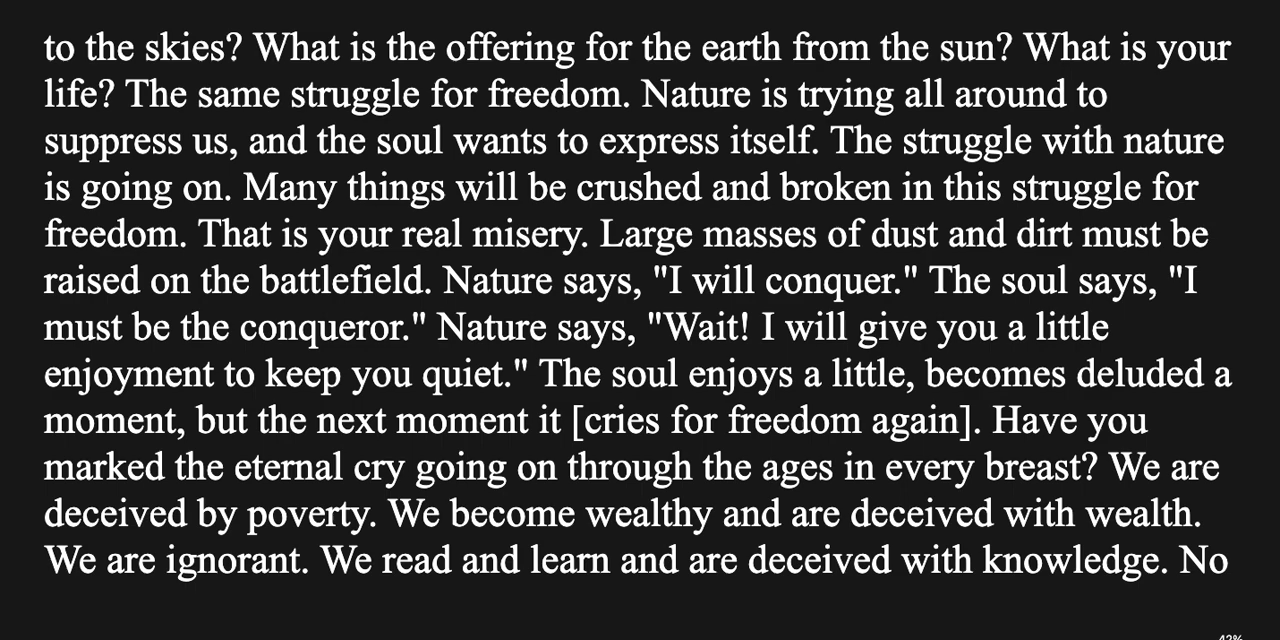 to the skies? What is the offering for the earth from the sun? What is your
life? The same struggle for freedom. Nature is trying all around to
suppress us, and the soul wants to express itself. The struggle with nature
is going on. Many things will be crushed and broken in this struggle for
freedom. That is your real misery. Large masses of dust and dirt must be
raised on the battlefield. Nature says, "I will conquer." The soul says, "I
must be the conqueror." Nature says, "Wait! I will give you a little
enjoyment to keep you quiet." The soul enjoys a little, becomes deluded a
moment, but the next moment it [cries for freedom again]. Have you
marked the eternal cry going on through the ages in every breast? We are
deceived by poverty. We become wealthy and are deceived with wealth.
We are ignorant. We read and learn and are deceived with knowledge. No